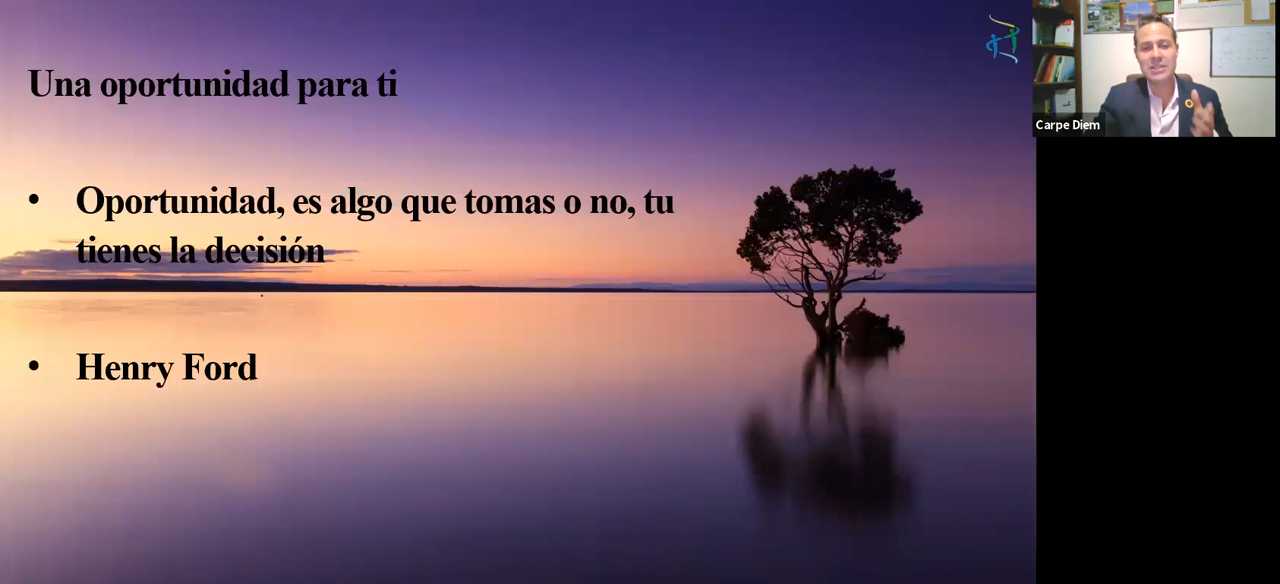 Una oportunidad para ti
• Oportunidad, es algo que tomas o no, tu
tienes la decisión
• Henry Ford
Carpe Diem